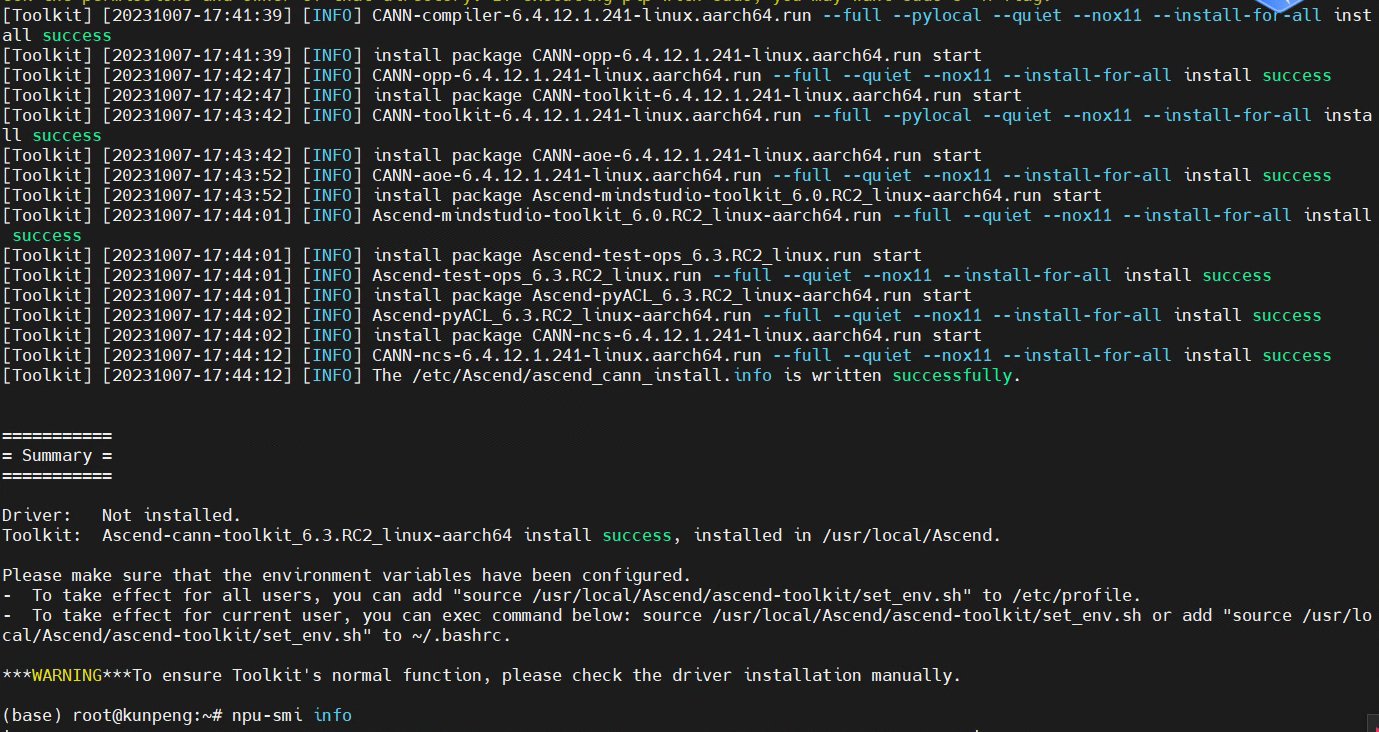 [Toolkit] [20231007-17:41:39] [INFO] CANN-compiler-6.4.12.1.241-linux.aarch64.run --full --pylocal --quiet --nox11 --install-for-all inst
all success
[Toolkit] [20231007-17:41:39] [INFO] install package CANN-opp-6.4.12.1.241-linux.aarch64.run start
[Toolkit] [20231007-17:42:47] [INFO] CANN-opp-6.4.12.1.241-linux.aarch64.run --full --quiet --nox11 --install-for-all install success
[Toolkit] [20231007-17:42:47] [INFO] install package CANN-toolkit-6.4.12.1.241-linux.aarch64.run start
[Toolkit] [20231007-17:43:42] [INFO] CANN-toolkit-6.4.12.1.241-linux.aarch64.run --full --pylocal --quiet --nox11 --install-for-all insta
ll success
[Toolkit] [20231007-17:43:42] [INFO] install package CANN-aoe-6.4.12.1.241-linux.aarch64.run start
[Toolkit] [20231007-17:43:52] [INFO] CANN-aoe-6.4.12.1.241-linux.aarch64.run --full --quiet --nox11 --install-for-all install success
[Toolkit] [20231007-17:43:52] [INFO] install package Ascend-mindstudio-toolkit_6.0.RC2_linux-aarch64.run start
[Toolkit] [20231007-17:44:01] [INFO] Ascend-mindstudio-toolkit_6.0.RC2_linux-aarch64.run --full --quiet --nox11 --install-for-all install
 success
[Toolkit] [20231007-17:44:01] [INFO] install package Ascend-test-ops_6.3.RC2_linux.run start
[Toolkit] [20231007-17:44:01] [INFO] Ascend-test-ops_6.3.RC2_linux.run --full --quiet --nox11 --install-for-all install success
[Toolkit] [20231007-17:44:01] [INFO] install package Ascend-pyACL_6.3.RC2_linux-aarch64.run start
[Toolkit] [20231007-17:44:02] [INFO] Ascend-pyACL_6.3.RC2_linux-aarch64.run --full --quiet --nox11 --install-for-all install success
[Toolkit] [20231007-17:44:02] [INFO] install package CANN-ncs-6.4.12.1.241-linux.aarch64.run start
[Toolkit] [20231007-17:44:12] [INFO] CANN-ncs-6.4.12.1.241-linux.aarch64.run --full --quiet --nox11 --install-for-all install success
[Toolkit] [20231007-17:44:12] [INFO] The /etc/Ascend/ascend_cann_install.info is written successfully.
===========
= Summary =
===========
Driver:   Not installed.
Toolkit:  Ascend-cann-toolkit_6.3.RC2_linux-aarch64 install success, installed in /usr/local/Ascend.
Please make sure that the environment variables have been configured.
-  To take effect for all users, you can add "source /usr/local/Ascend/ascend-toolkit/set_env.sh" to /etc/profile.
-  To take effect for current user, you can exec command below: source /usr/local/Ascend/ascend-toolkit/set_env.sh or add "source /usr/lo
cal/Ascend/ascend-toolkit/set_env.sh" to ~/.bashrc.
***WARNING***To ensure Toolkit's normal function, please check the driver installation manually.
(base) root@kunpeng:~# npu-smi info